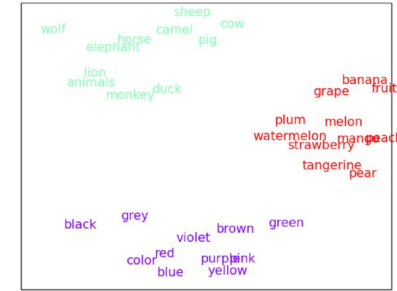 sheep
wolf
camel
cow
horse
pig
elephant
lion
animals
duck
monkey
banana
grape
fruit
plum
melon
watermelon
mango
peach
strawberry
tangerine
pear
grey
black
green
brown
violet
red
color
purple
pink
blue
yellow